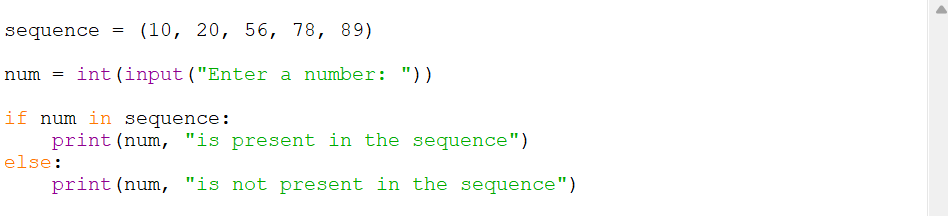 sequence = (10, 20, 56, 78, 89)
num = int(input("Enter a number: "))
if num in sequence:
    print(num, "is present in the sequence")
else:
    print(num, "is not present in the sequence")